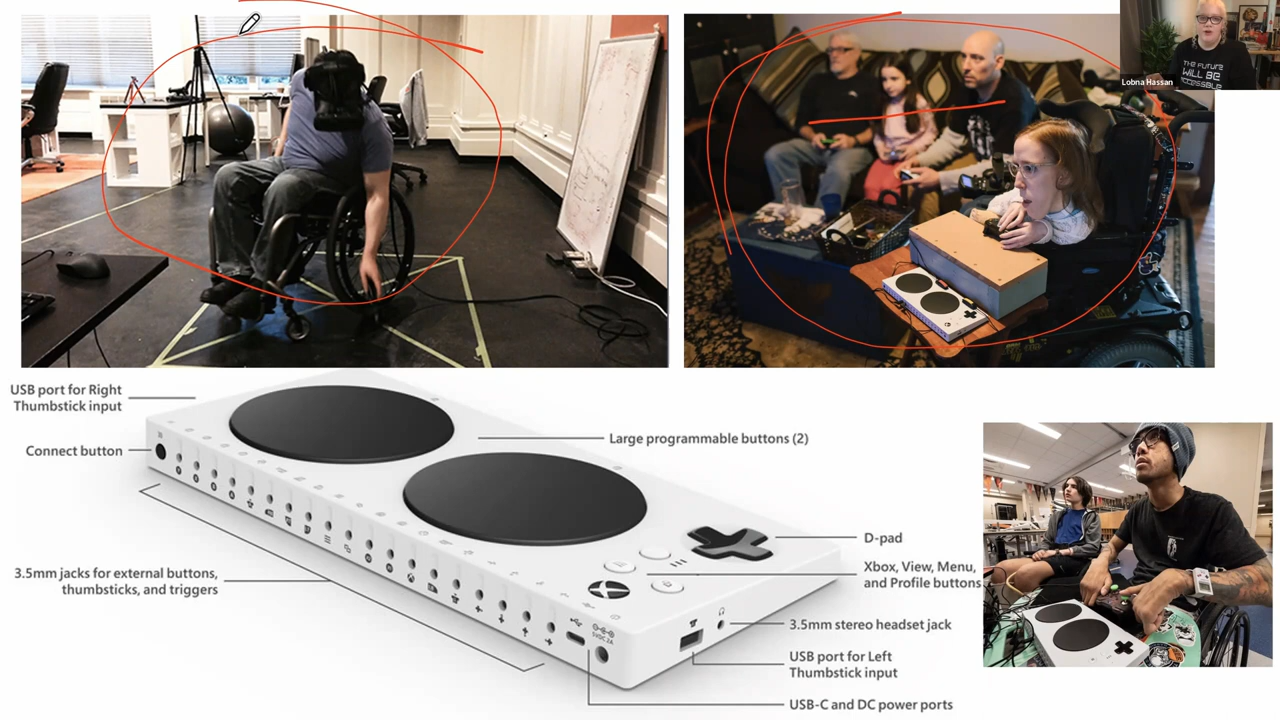 Lobna Hassan
THE FUTURE
WILL BE
ACCESSIBLE
USB port for Right
Thumbstick input
Connect button
Large programmable buttons (2)
D-pad
Xbox, View, Menu,
and Profile buttons
3.5mm jacks for external buttons,
thumbsticks, and triggers
3.5mm stereo headset jack
USB port for Left
Thumbstick input
USB-C and DC power ports
5VDC 2A